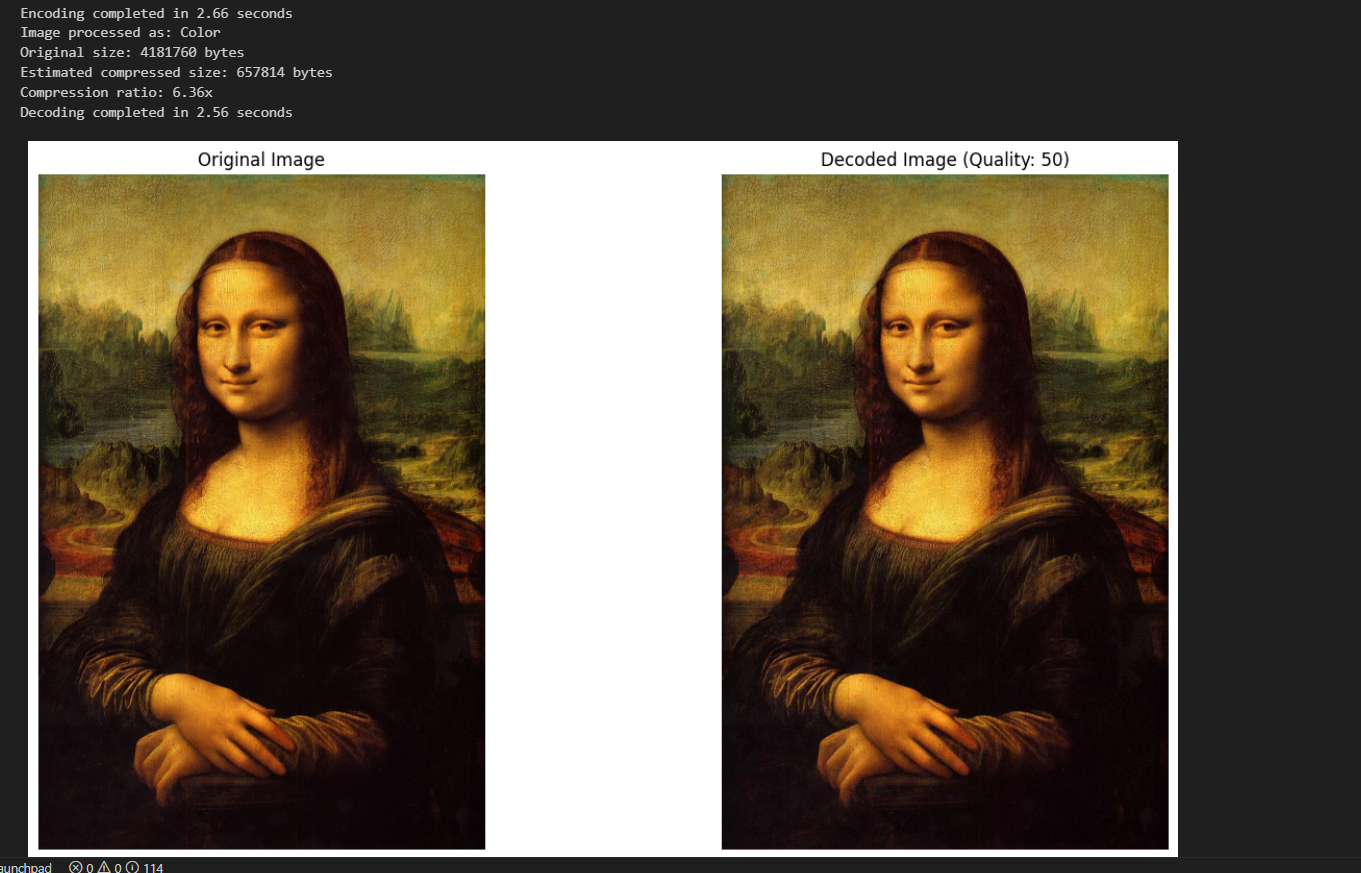 Encoding completed in 2.66 seconds
Image processed as: Color
Original size: 4181760 bytes
Estimated compressed size: 657814 bytes
Compression ratio: 6.36x
Decoding completed in 2.56 seconds
Original Image
Decoded Image (Quality: 50)
aunchpad 0 0 114